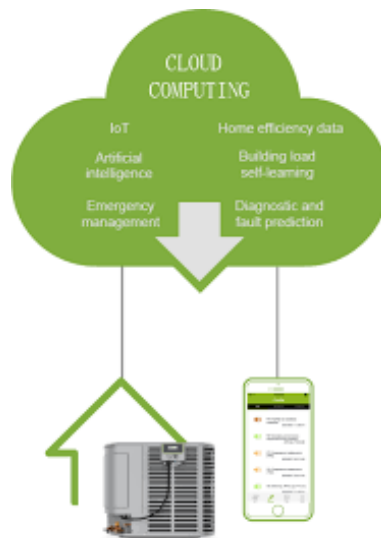 CLOUD
COMPUTING
IoT
Home efficiency data
Artificial
intelligence
Building load
self-learning
Emergency
management
Diagnostic and
fault prediction